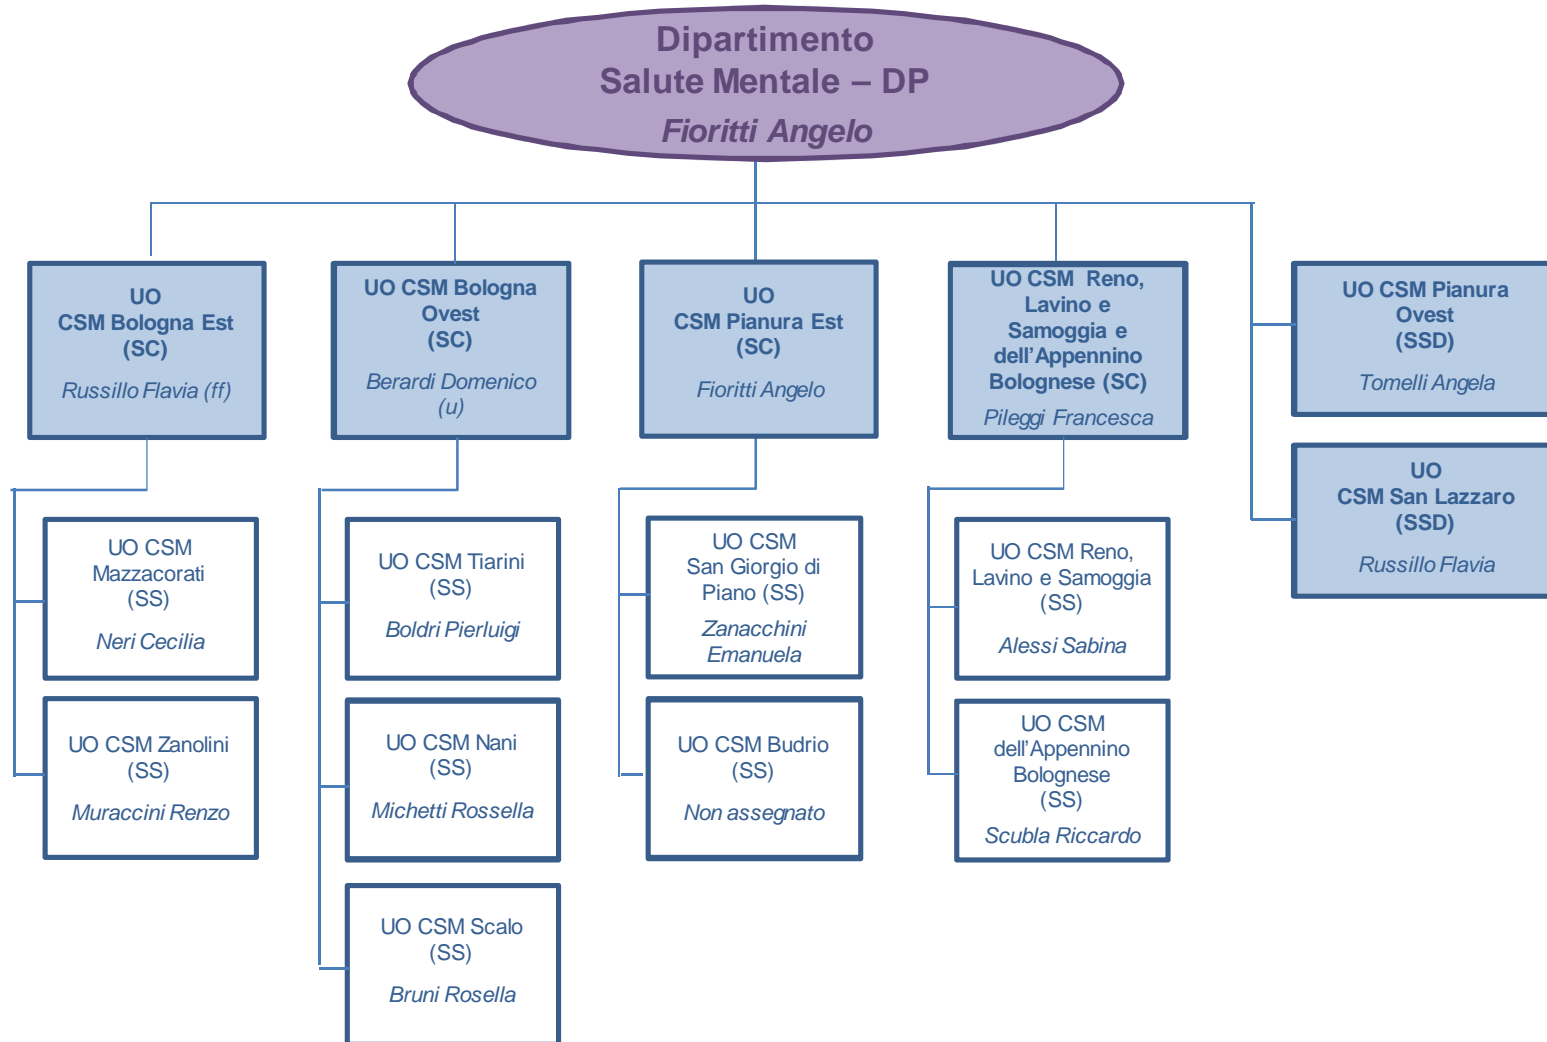 Dipartimento
Salute Mentale – DP
Fioritti Angelo
UO
CSM Bologna Est
(SC)
Russillo Flavia (ff)
UO CSM Bologna
Ovest
(SC)
Berardi Domenico
(u)
UO
CSM Pianura Est
(SC)
Fioritti Angelo
UO CSM Reno,
Lavino e
Samoggia e
dell'Appennino
Bolognese (SC)
Pileggi Francesca
UO CSM Pianura
Ovest
(SSD)
Tomelli Angela
UO
CSM San Lazzaro
(SSD)
Russillo Flavia
UO CSM
Mazzacorati
(SS)
Neri Cecilia
UO CSM Zanolini
(SS)
Muraccini Renzo
UO CSM Tiarini
(SS)
Boldri Pierluigi
UO CSM Nani
(SS)
Michetti Rossella
UO CSM Scalo
(SS)
Bruni Rosella
UO CSM
San Giorgio di
Piano (SS)
Zanacchini
Emanuela
UO CSM Budrio
(SS)
Non assegnato
UO CSM Reno,
Lavino e Samoggia
(SS)
Alessi Sabina
UO CSM
dell'Appennino
Bolognese
(SS)
Scubla Riccardo